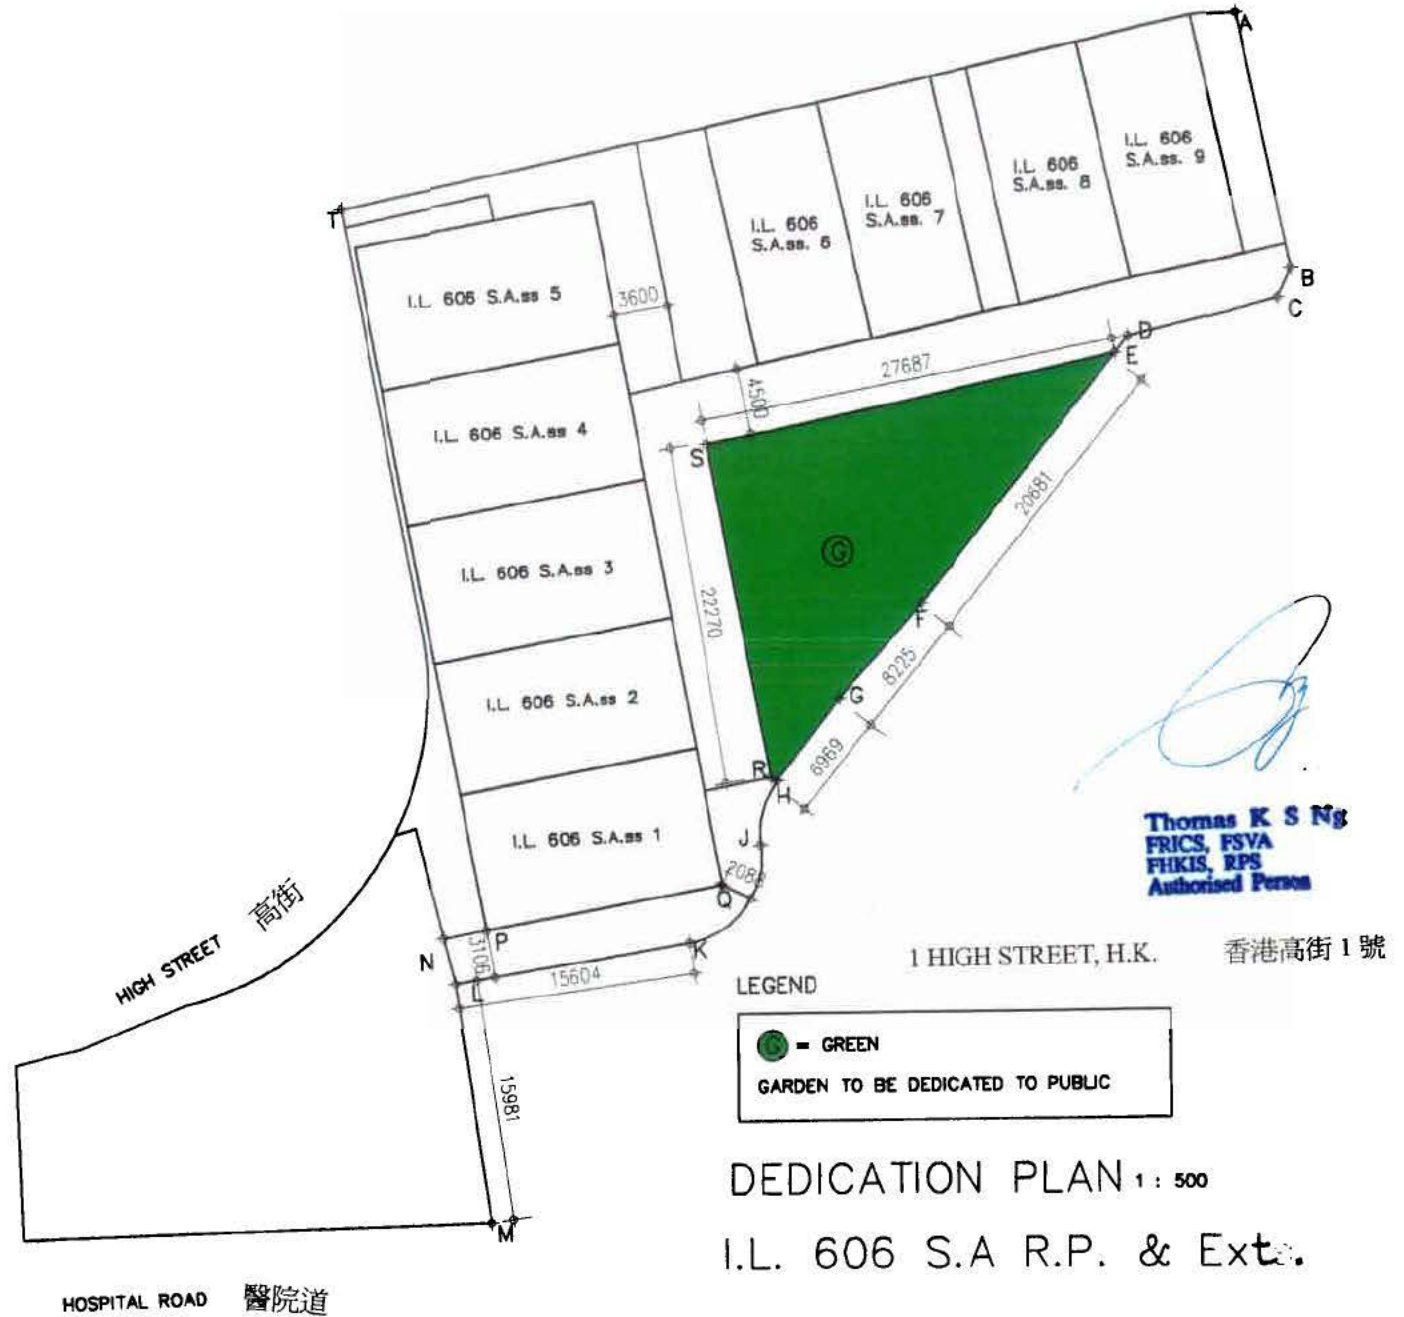 A
T
I.L. 606
S.A.ss. 9
I.L. 606
S.A.ss. 8
I.L. 606
S.A.ss. 7
I.L. 606
S.A.ss. 6
B
C
I.L. 606 S.A.ss 5
3600
D
E
27687
4500
I.L. 606 S.A.ss 4
S
20681
G
I.L. 606 S.A.ss 3
22270
F
8225
I.L. 606 S.A.ss 2
G
6969
R
H
I.L. 606 S.A.ss 1
J
Q
Thomas K S Ng
FRICS, FSVA
FHKIS, RPS
Authorised Person
HIGH STREET 高街
N
P
3106
K
L
15604
1 HIGH STREET, H.K. 香港高街 1 號
LEGEND
G = GREEN
GARDEN TO BE DEDICATED TO PUBLIC
15981
M
DEDICATION PLAN 1 : 500
I.L. 606 S.A R.P. & Ext.
HOSPITAL ROAD 醫院道